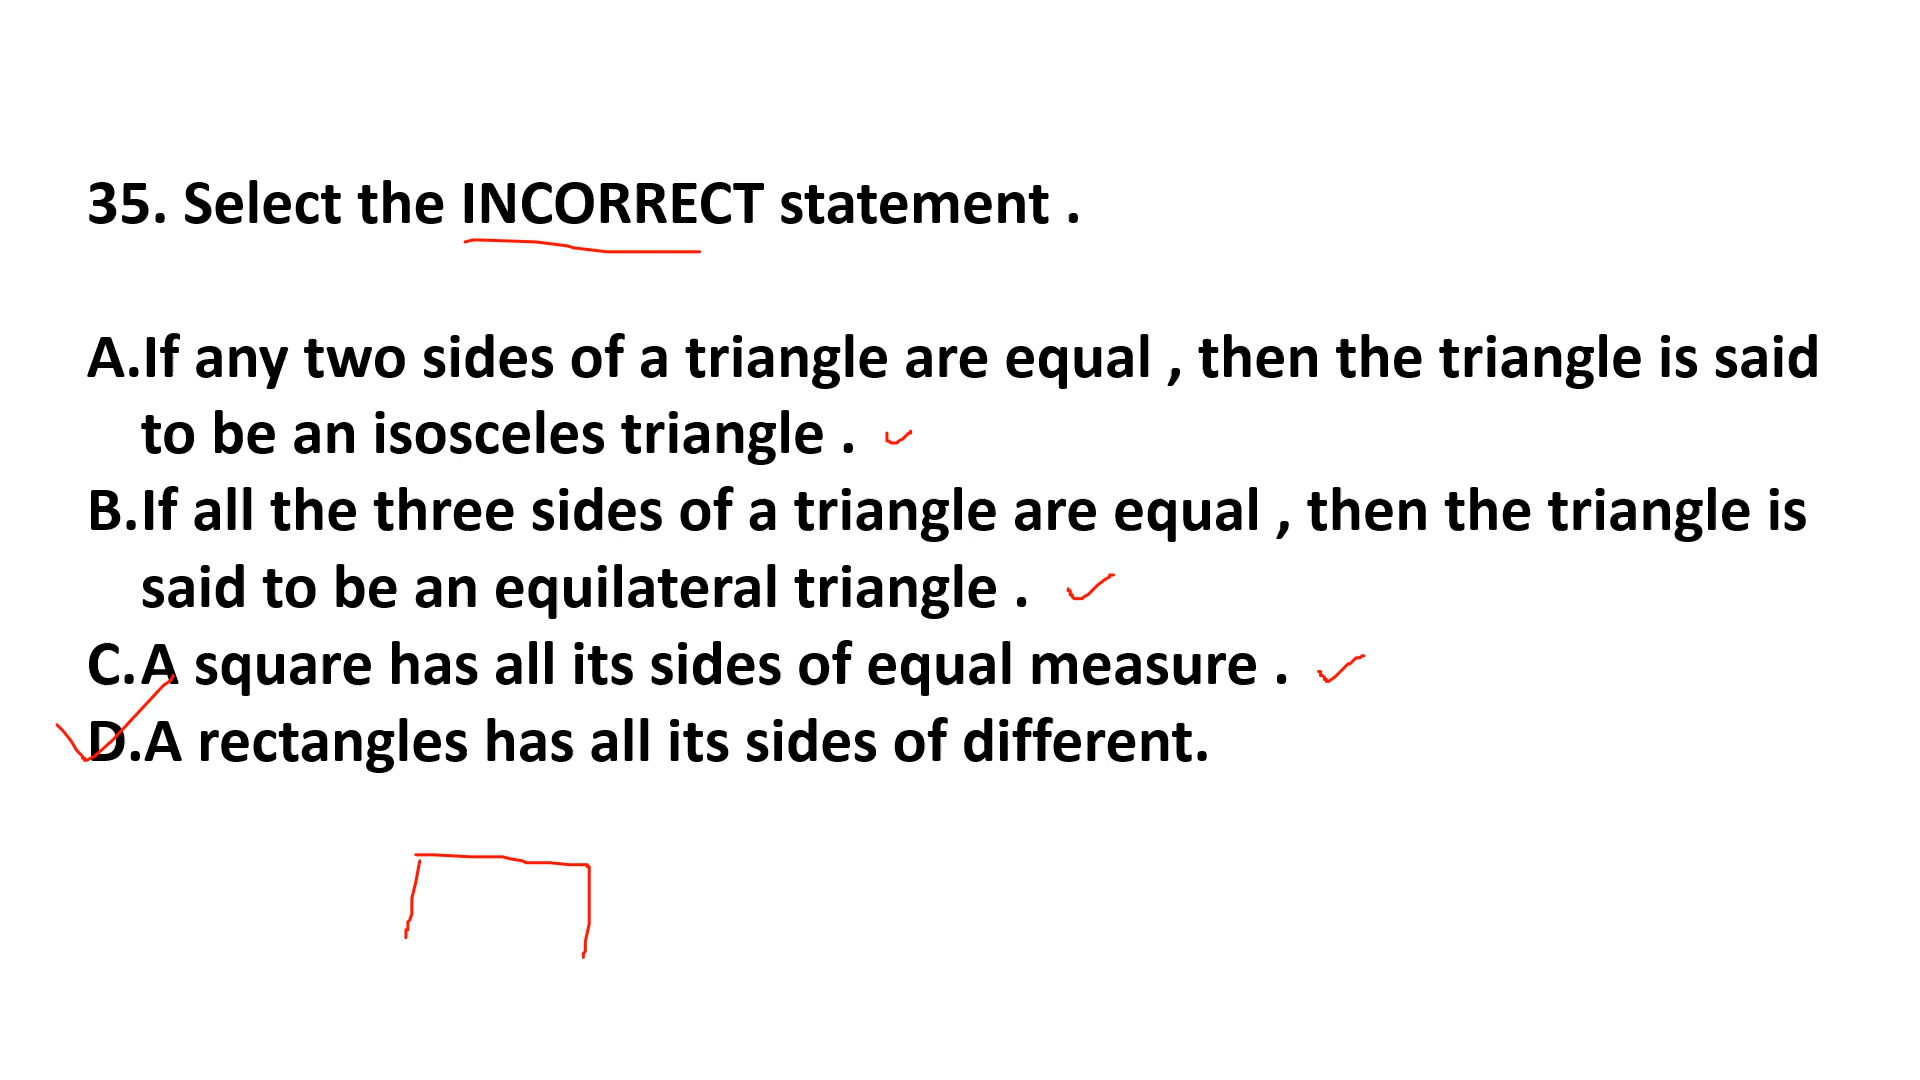 35. Select the INCORRECT statement .
A.If any two sides of a triangle are equal , then the triangle is said
to be an isosceles triangle .
B.If all the three sides of a triangle are equal , then the triangle is
said to be an equilateral triangle .
C.A square has all its sides of equal measure .
D.A rectangles has all its sides of different.